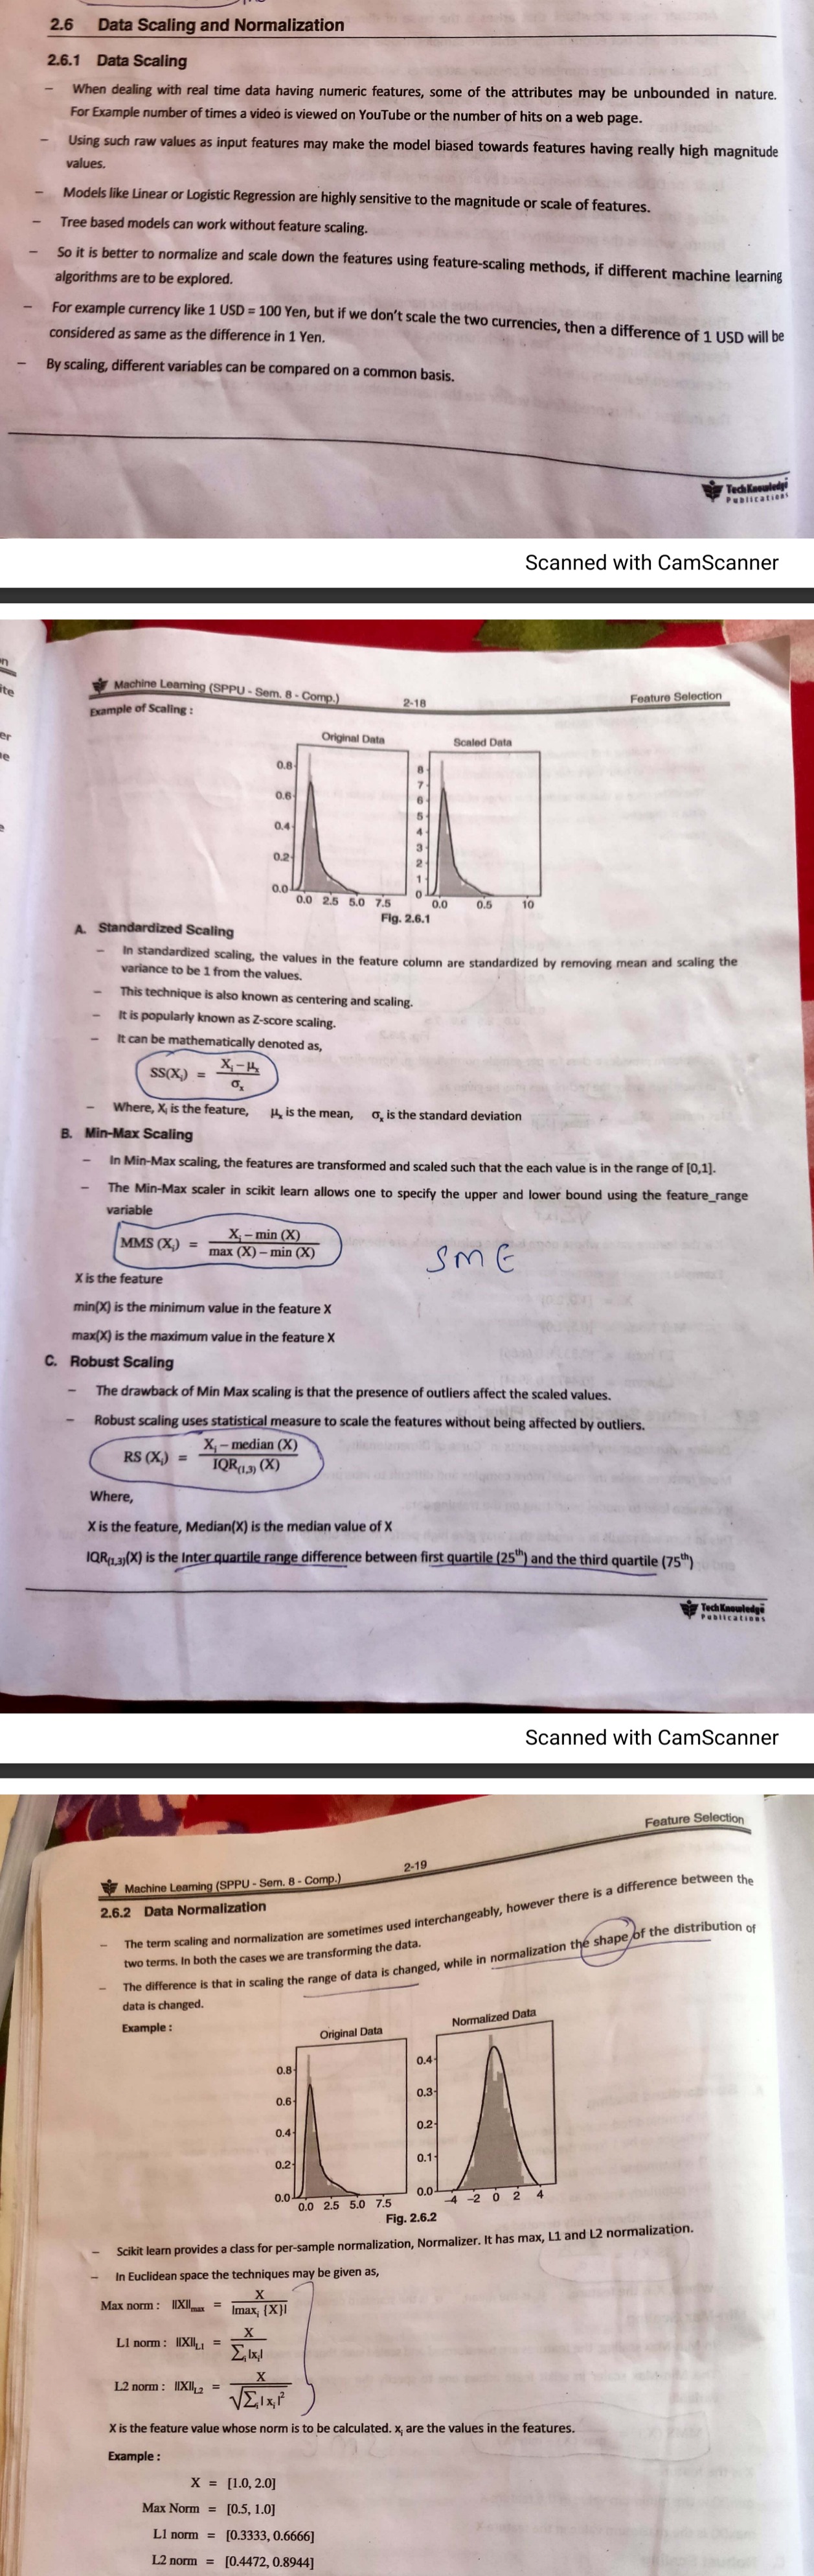 2.6 Data Scaling and Normalization
2.6.1 Data Scaling
– When dealing with real time data having numeric features, some of the attributes may be unbounded in nature.
For Example number of times a video is viewed on YouTube or the number of hits on a web page.
– Using such raw values as input features may make the model biased towards features having really high magnitude
values.
– Models like Linear or Logistic Regression are highly sensitive to the magnitude or scale of features.
– Tree based models can work without feature scaling.
– So it is better to normalize and scale down the features using feature-scaling methods, if different machine learning
algorithms are to be explored.
– For example currency like 1 USD = 100 Yen, but if we don't scale the two currencies, then a difference of 1 USD will be
considered as same as the difference in 1 Yen.
– By scaling, different variables can be compared on a common basis.
TechKnowledge
Publications
Scanned with CamScanner
Machine Learning (SPPU - Sem. 8 - Comp.) 2-18 Feature Selection
Example of Scaling :
Original Data Scaled Data
0.8 0.6 0.4 0.2 0.0
8 7 6 5 4 3 2 1 0
0.0 2.5 5.0 7.5 0.0 0.5 10
Fig. 2.6.1
A. Standardized Scaling
– In standardized scaling, the values in the feature column are standardized by removing mean and scaling the
variance to be 1 from the values.
– This technique is also known as centering and scaling.
– It is popularly known as Z-score scaling.
– It can be mathematically denoted as,
SS(Xᵢ) = (Xᵢ – μₓ) / σₓ
– Where, Xᵢ is the feature, μₓ is the mean, σₓ is the standard deviation
B. Min-Max Scaling
– In Min-Max scaling, the features are transformed and scaled such that the each value is in the range of [0,1].
– The Min-Max scaler in scikit learn allows one to specify the upper and lower bound using the feature_range
variable
MMS (Xᵢ) = (Xᵢ – min (X)) / (max (X) – min (X))
SME
X is the feature
min(X) is the minimum value in the feature X
max(X) is the maximum value in the feature X
C. Robust Scaling
– The drawback of Min Max scaling is that the presence of outliers affect the scaled values.
– Robust scaling uses statistical measure to scale the features without being affected by outliers.
RS (Xᵢ) = (Xᵢ – median (X)) / IQR₍₁,₃₎ (X)
Where,
X is the feature, Median(X) is the median value of X
IQR₍₁,₃₎(X) is the Inter quartile range difference between first quartile (25th) and the third quartile (75th)
TechKnowledge
Publications
Scanned with CamScanner
Machine Learning (SPPU - Sem. 8 - Comp.) 2-19 Feature Selection
2.6.2 Data Normalization
– The term scaling and normalization are sometimes used interchangeably, however there is a difference between the
two terms. In both the cases we are transforming the data.
– The difference is that in scaling the range of data is changed, while in normalization the shape of the distribution of
data is changed.
Example :
Original Data Normalized Data
0.8 0.6 0.4 0.2 0.0
0.4 0.3 0.2 0.1 0.0
0.0 2.5 5.0 7.5 -4 -2 0 2 4
Fig. 2.6.2
– Scikit learn provides a class for per-sample normalization, Normalizer. It has max, L1 and L2 normalization.
– In Euclidean space the techniques may be given as,
Max norm : ||X||max = X / |maxᵢ {X}|
L1 norm : ||X||L1 = X / Σᵢ |xᵢ|
L2 norm : ||X||L2 = X / √(Σᵢ | xᵢ |²)
X is the feature value whose norm is to be calculated. xᵢ are the values in the features.
Example :
X = [1.0, 2.0]
Max Norm = [0.5, 1.0]
L1 norm = [0.3333, 0.6666]
L2 norm = [0.4472, 0.8944]